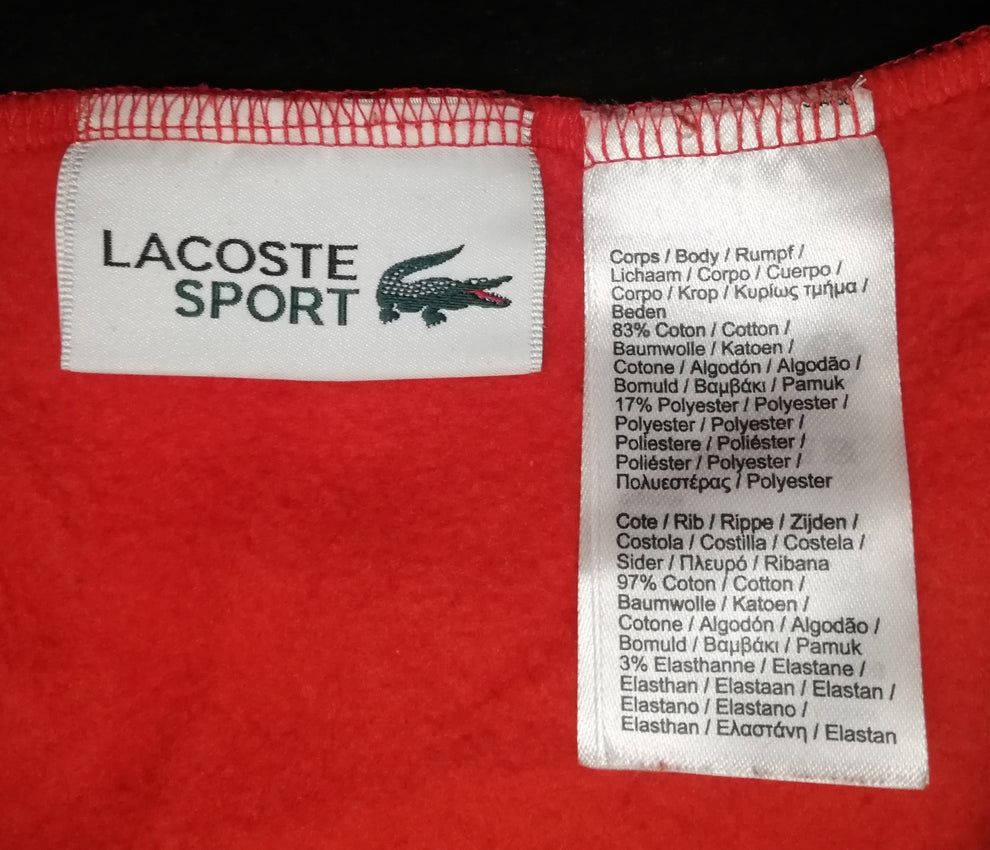 LACOSTE
SPORT
Corps / Body / Rumpf /
Lichaam / Corpo / Cuerpo /
Corpo / Krop / Κυρίως τμήμα /
Beden
83% Coton / Cotton /
Baumwolle / Katoen /
Cotone / Algodón / Algodão /
Bomuld / Βαμβάκι / Pamuk
17% Polyester / Polyester /
Polyester / Polyester /
Poliestere / Poliéster /
Poliéster / Polyester /
Πολυεστέρας / Polyester
Cote / Rib / Rippe / Zijden /
Costola / Costilla / Costela /
Sider / Πλευρό / Ribana
97% Coton / Cotton /
Baumwolle / Katoen /
Cotone / Algodón / Algodão /
Bomuld / Βαμβάκι / Pamuk
3% Elasthanne / Elastane /
Elasthan / Elastaan / Elastan /
Elastano / Elastano /
Elasthan / Ελαστάνη / Elastan